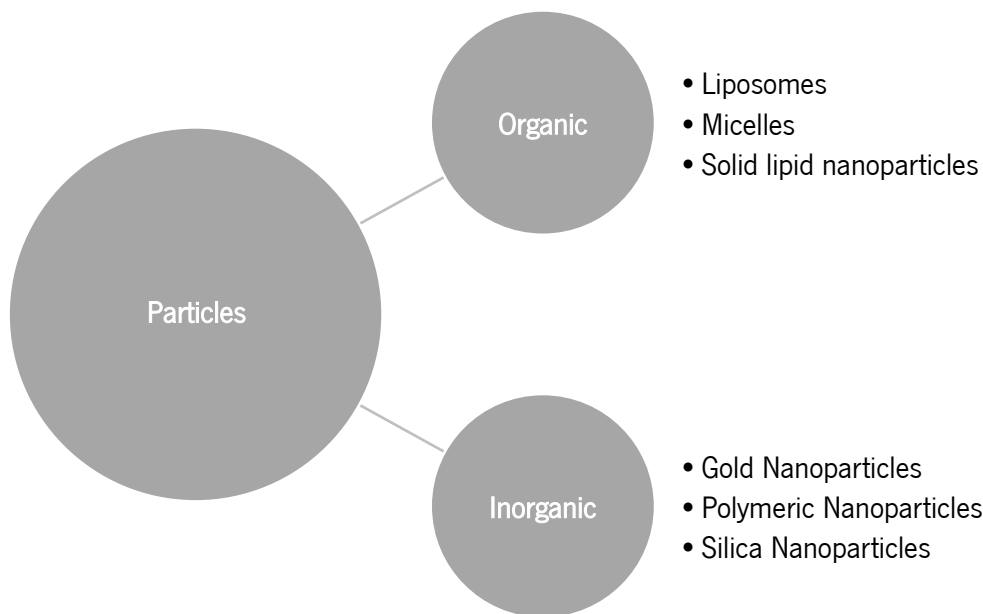 Particles
Organic
• Liposomes
• Micelles
• Solid lipid nanoparticles
Inorganic
• Gold Nanoparticles
• Polymeric Nanoparticles
• Silica Nanoparticles